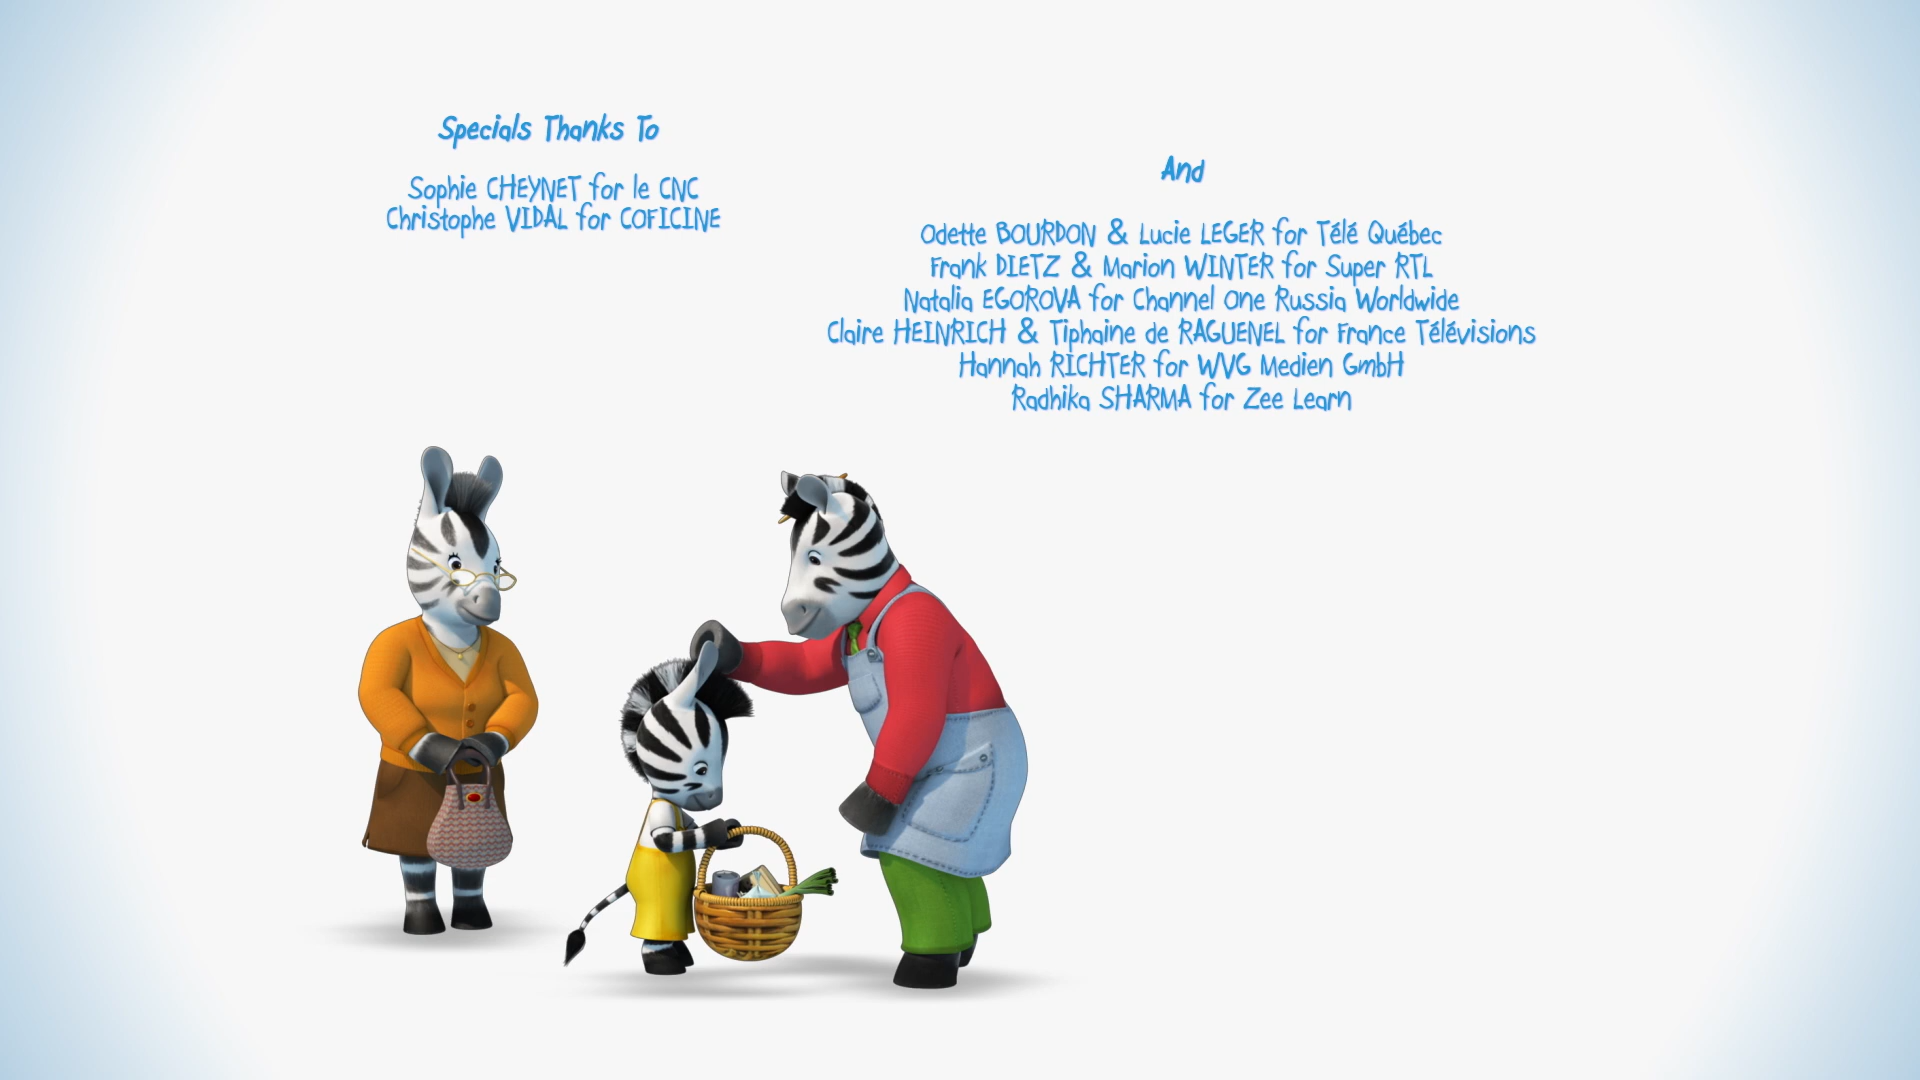 Specials Thanks To
Sophie CHEYNET for le CNC
Christophe VIDAL for COFICINE
And
Odette BOURDON & Lucie LEGER for Télé Québec
Frank DIETZ & Marion WINTER for Super RTL
Natalia EGOROVA for Channel One Russia Worldwide
Claire HEINRICH & Tiphaine de RAGUENEL for France Télévisions
Hannah RICHTER for WVG Medien GmbH
Radhika SHARMA for Zee Learn